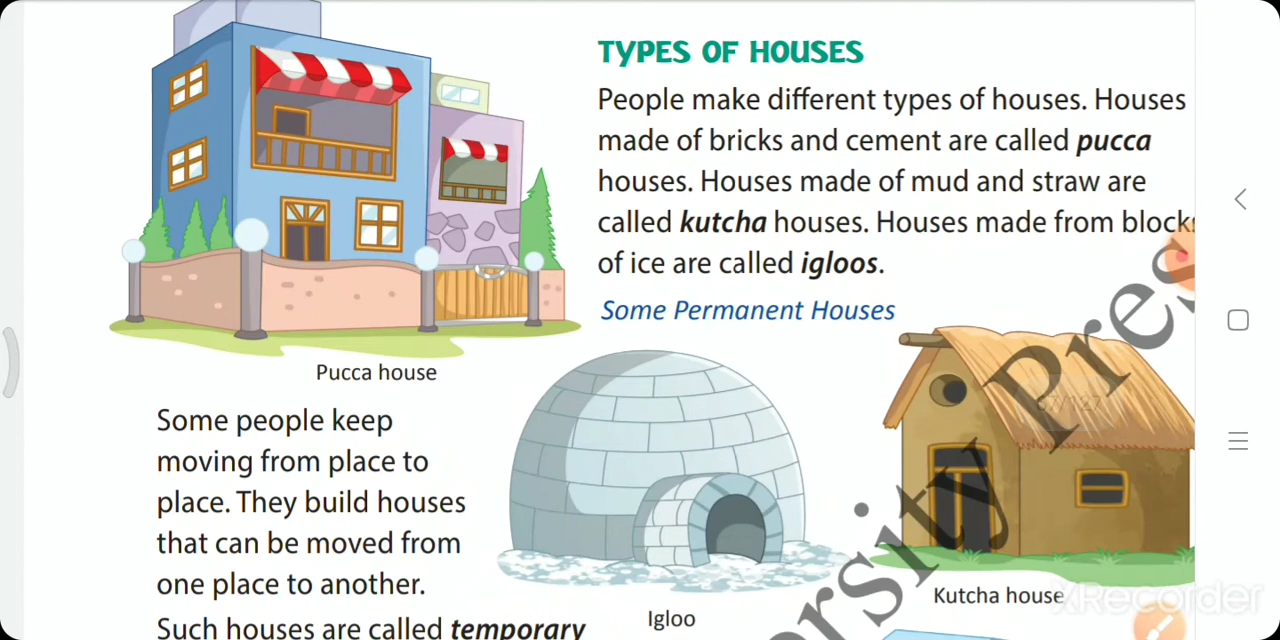 TYPES OF HOUSES
People make different types of houses. Houses
made of bricks and cement are called pucca
houses. Houses made of mud and straw are
called kutcha houses. Houses made from blocks
of ice are called igloos.
Some Permanent Houses
Pucca house
Some people keep
moving from place to
place. They build houses
that can be moved from
one place to another.
Such houses are called temporary
Igloo
Kutcha house
67/127
XRecorder